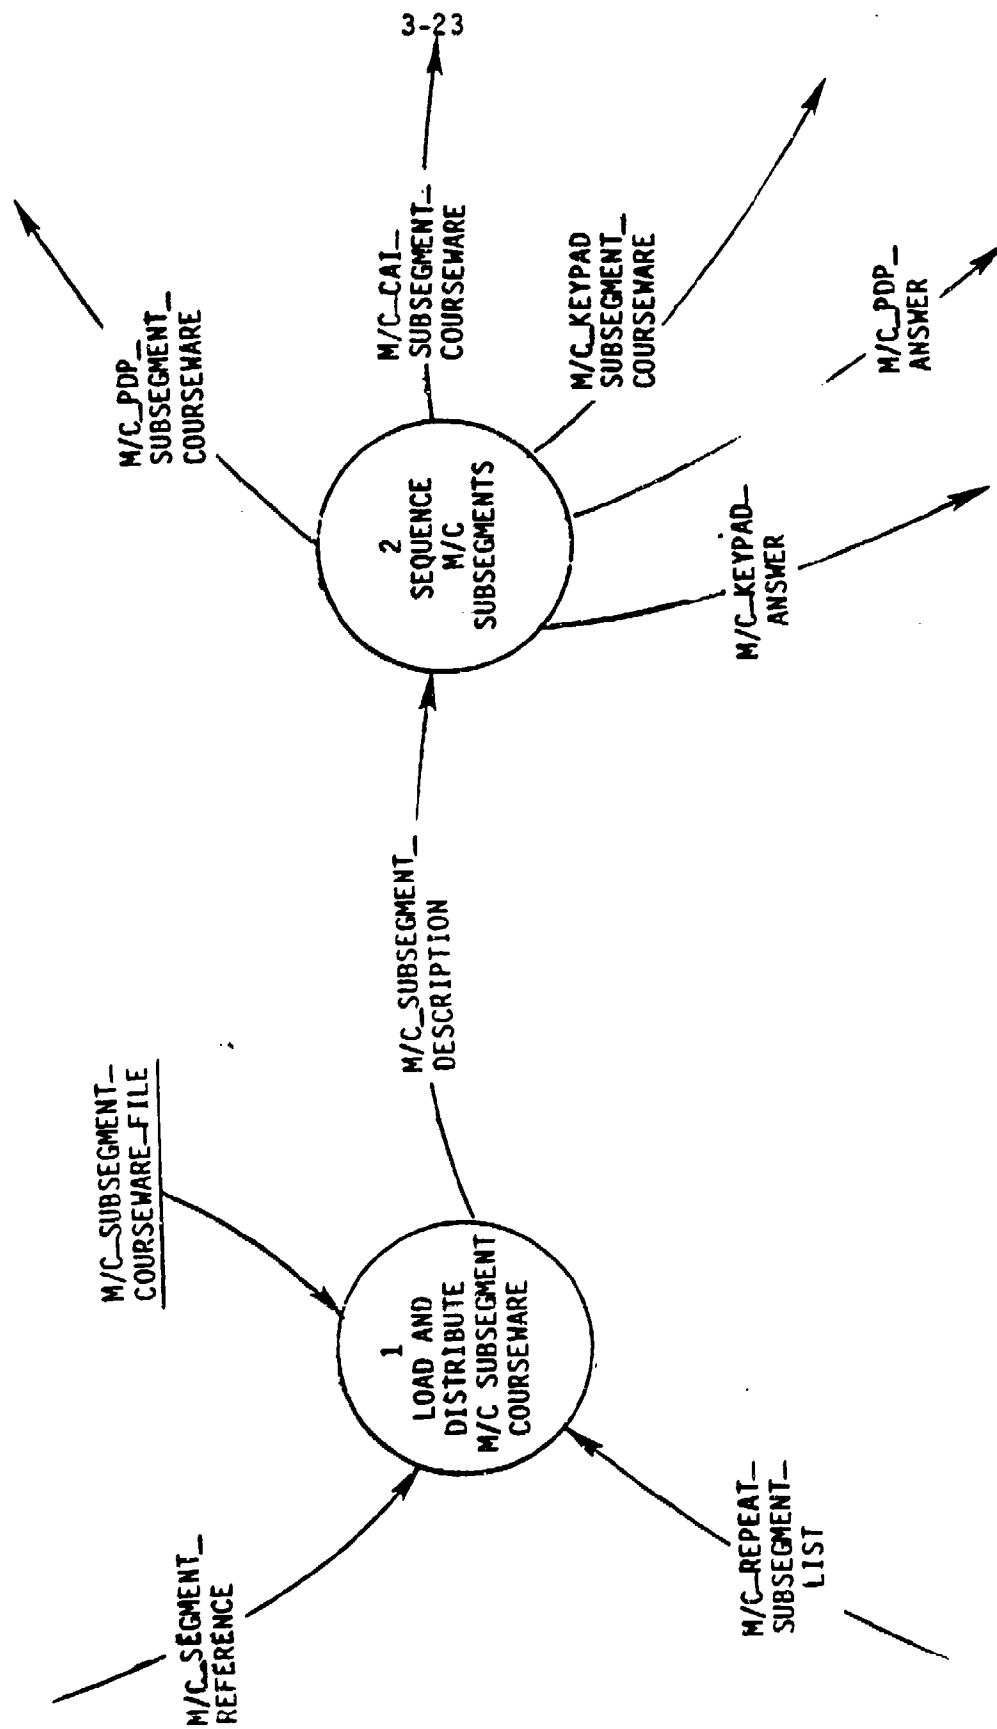 3-23
M/C_SEGMENT_
REFERENCE
M/C_SUBSEGMENT_
COURSEWARE_FILE
1
LOAD AND
DISTRIBUTE
M/C SUBSEGMENT
COURSEWARE
M/C_REPEAT_
SUBSEGMENT_
LIST
M/C_SUBSEGMENT_
DESCRIPTION
2
SEQUENCE
M/C
SUBSEGMENTS
M/C_PDP_
SUBSEGMENT_
COURSEWARE
M/C_CAI_
SUBSEGMENT_
COURSEWARE
M/C_KEYPAD
SUBSEGMENT_
COURSEWARE
M/C_PDP_
ANSWER
M/C_KEYPAD_
ANSWER